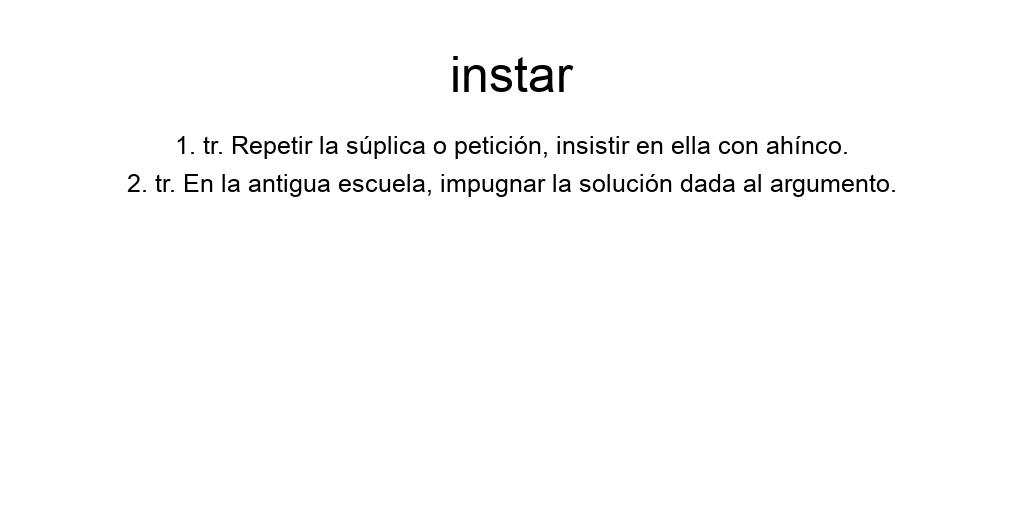 instar
1. tr. Repetir la súplica o petición, insistir en ella con ahínco.
2. tr. En la antigua escuela, impugnar la solución dada al argumento.